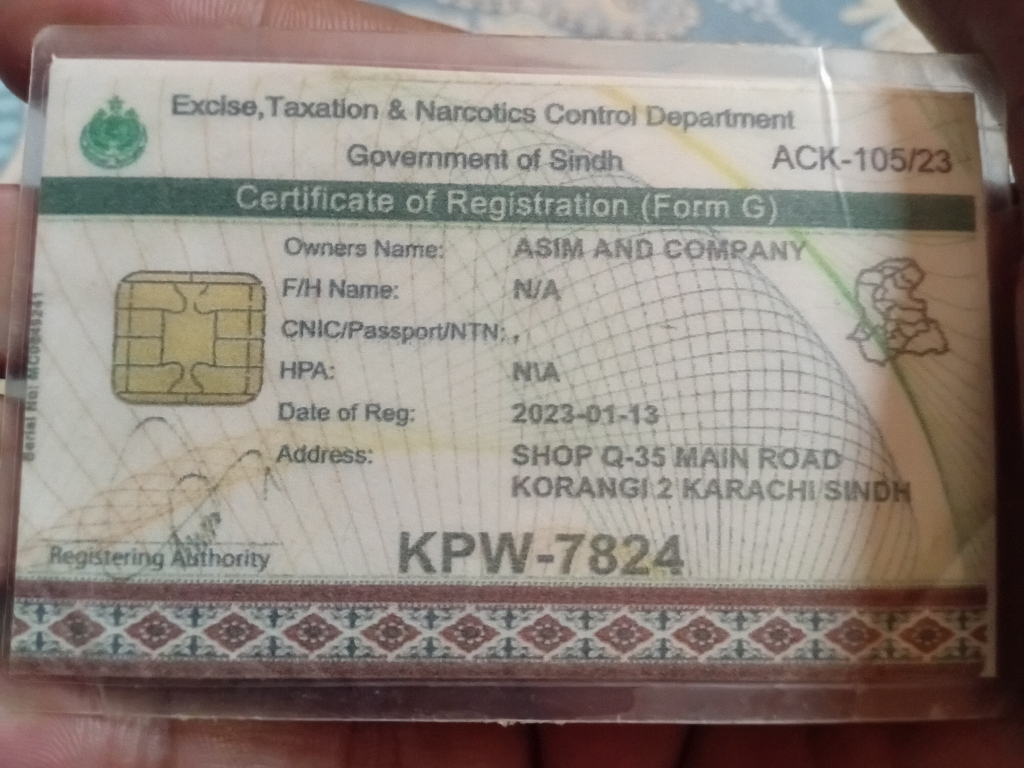 Excise,Taxation & Narcotics Control Department
Government of Sindh
ACK-105/23
Certificate of Registration (Form G)
Owners Name: ASIM AND COMPANY
F/H Name: N/A
CNIC/Passport/NTN: ,
HPA: N\A
Date of Reg: 2023-01-13
Address: SHOP Q-35 MAIN ROAD
KORANGI 2 KARACHI SINDH
Registering Authority
KPW-7824
Serial No: